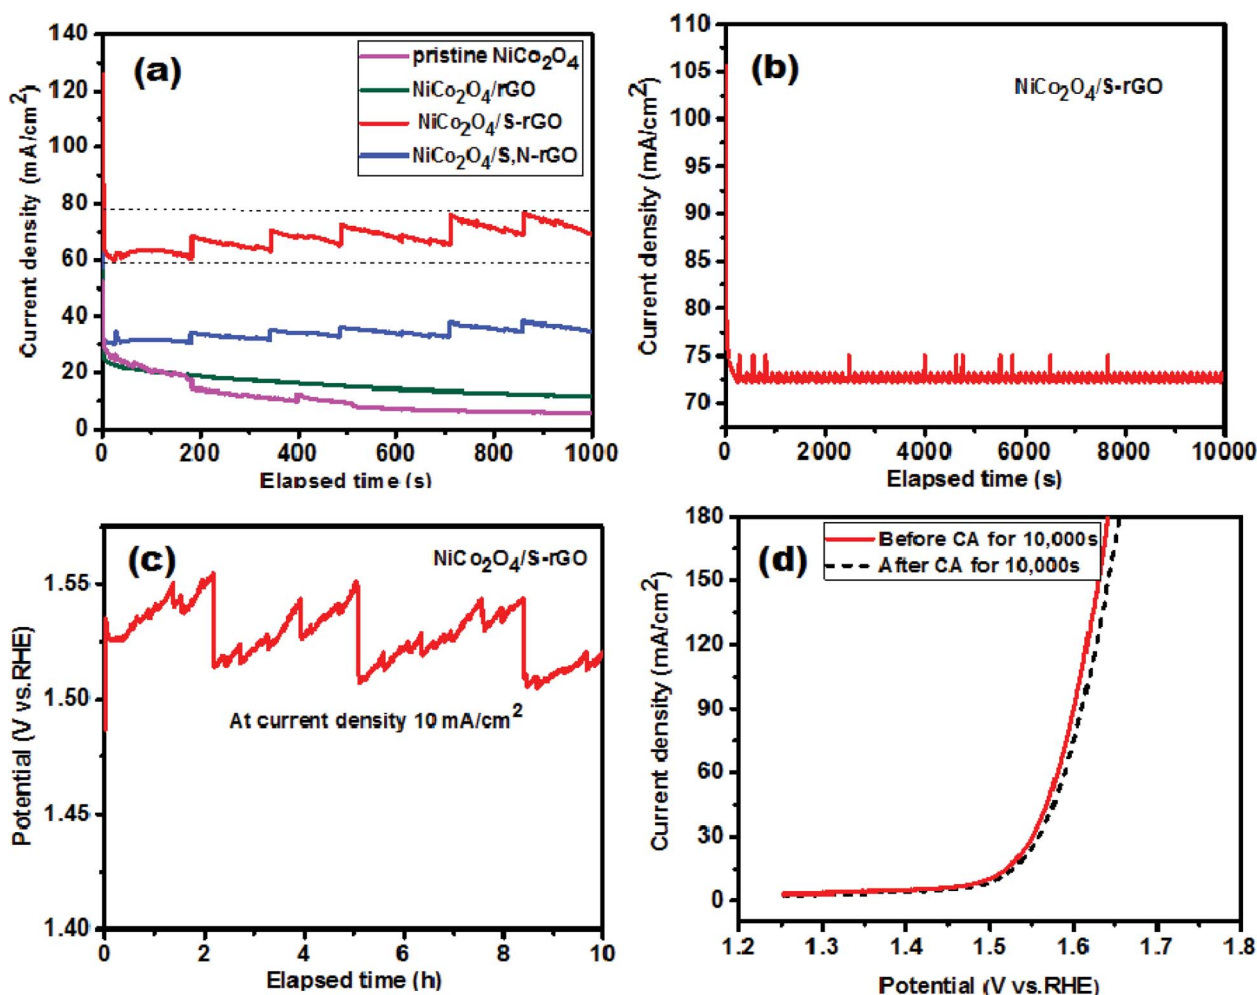 (a)
pristine NiCo2O4
NiCo2O4/rGO
NiCo2O4/S-rGO
NiCo2O4/S,N-rGO
Current density (mA/cm2)
140
120
100
80
60
40
20
0
0 200 400 600 800 1000
Elapsed time (s)
(b)
NiCo2O4/S-rGO
Current density (mA/cm2)
110
105
100
95
90
85
80
75
70
0 2000 4000 6000 8000 10000
Elapsed time (s)
(c)
NiCo2O4/S-rGO
Potential (V vs.RHE)
1.55
1.50
1.45
1.40
At current density 10 mA/cm2
0 2 4 6 8 10
Elapsed time (h)
(d)
Before CA for 10,000s
After CA for 10,000s
Current density (mA/cm2)
180
150
120
90
60
30
0
1.2 1.3 1.4 1.5 1.6 1.7 1.8
Potential (V vs.RHE)